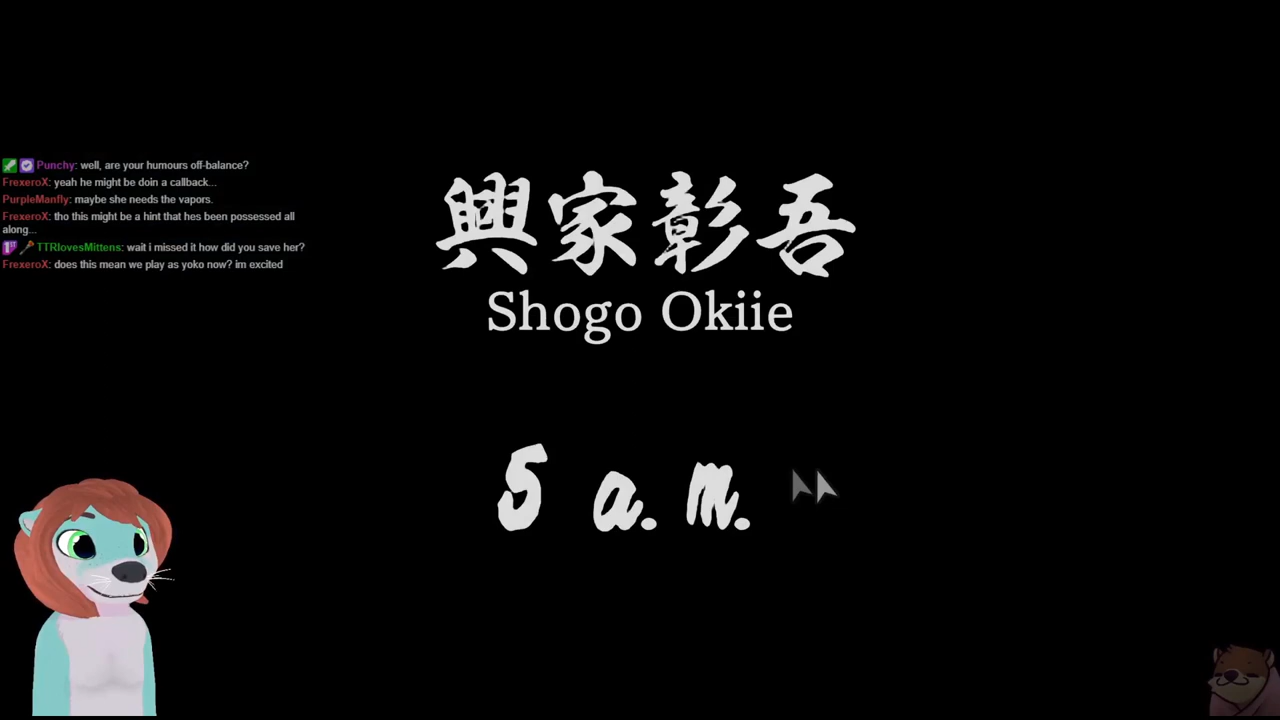 Punchy: well, are your humours off-balance?
FrexeroX: yeah he might be doin a callback...
PurpleManfly: maybe she needs the vapors.
FrexeroX: tho this might be a hint that hes been possessed all
along...
1ST TTRlovesMittens: wait i missed it how did you save her?
FrexeroX: does this mean we play as yoko now? im excited
興家彰吾
Shogo Okiie
5 a.m.